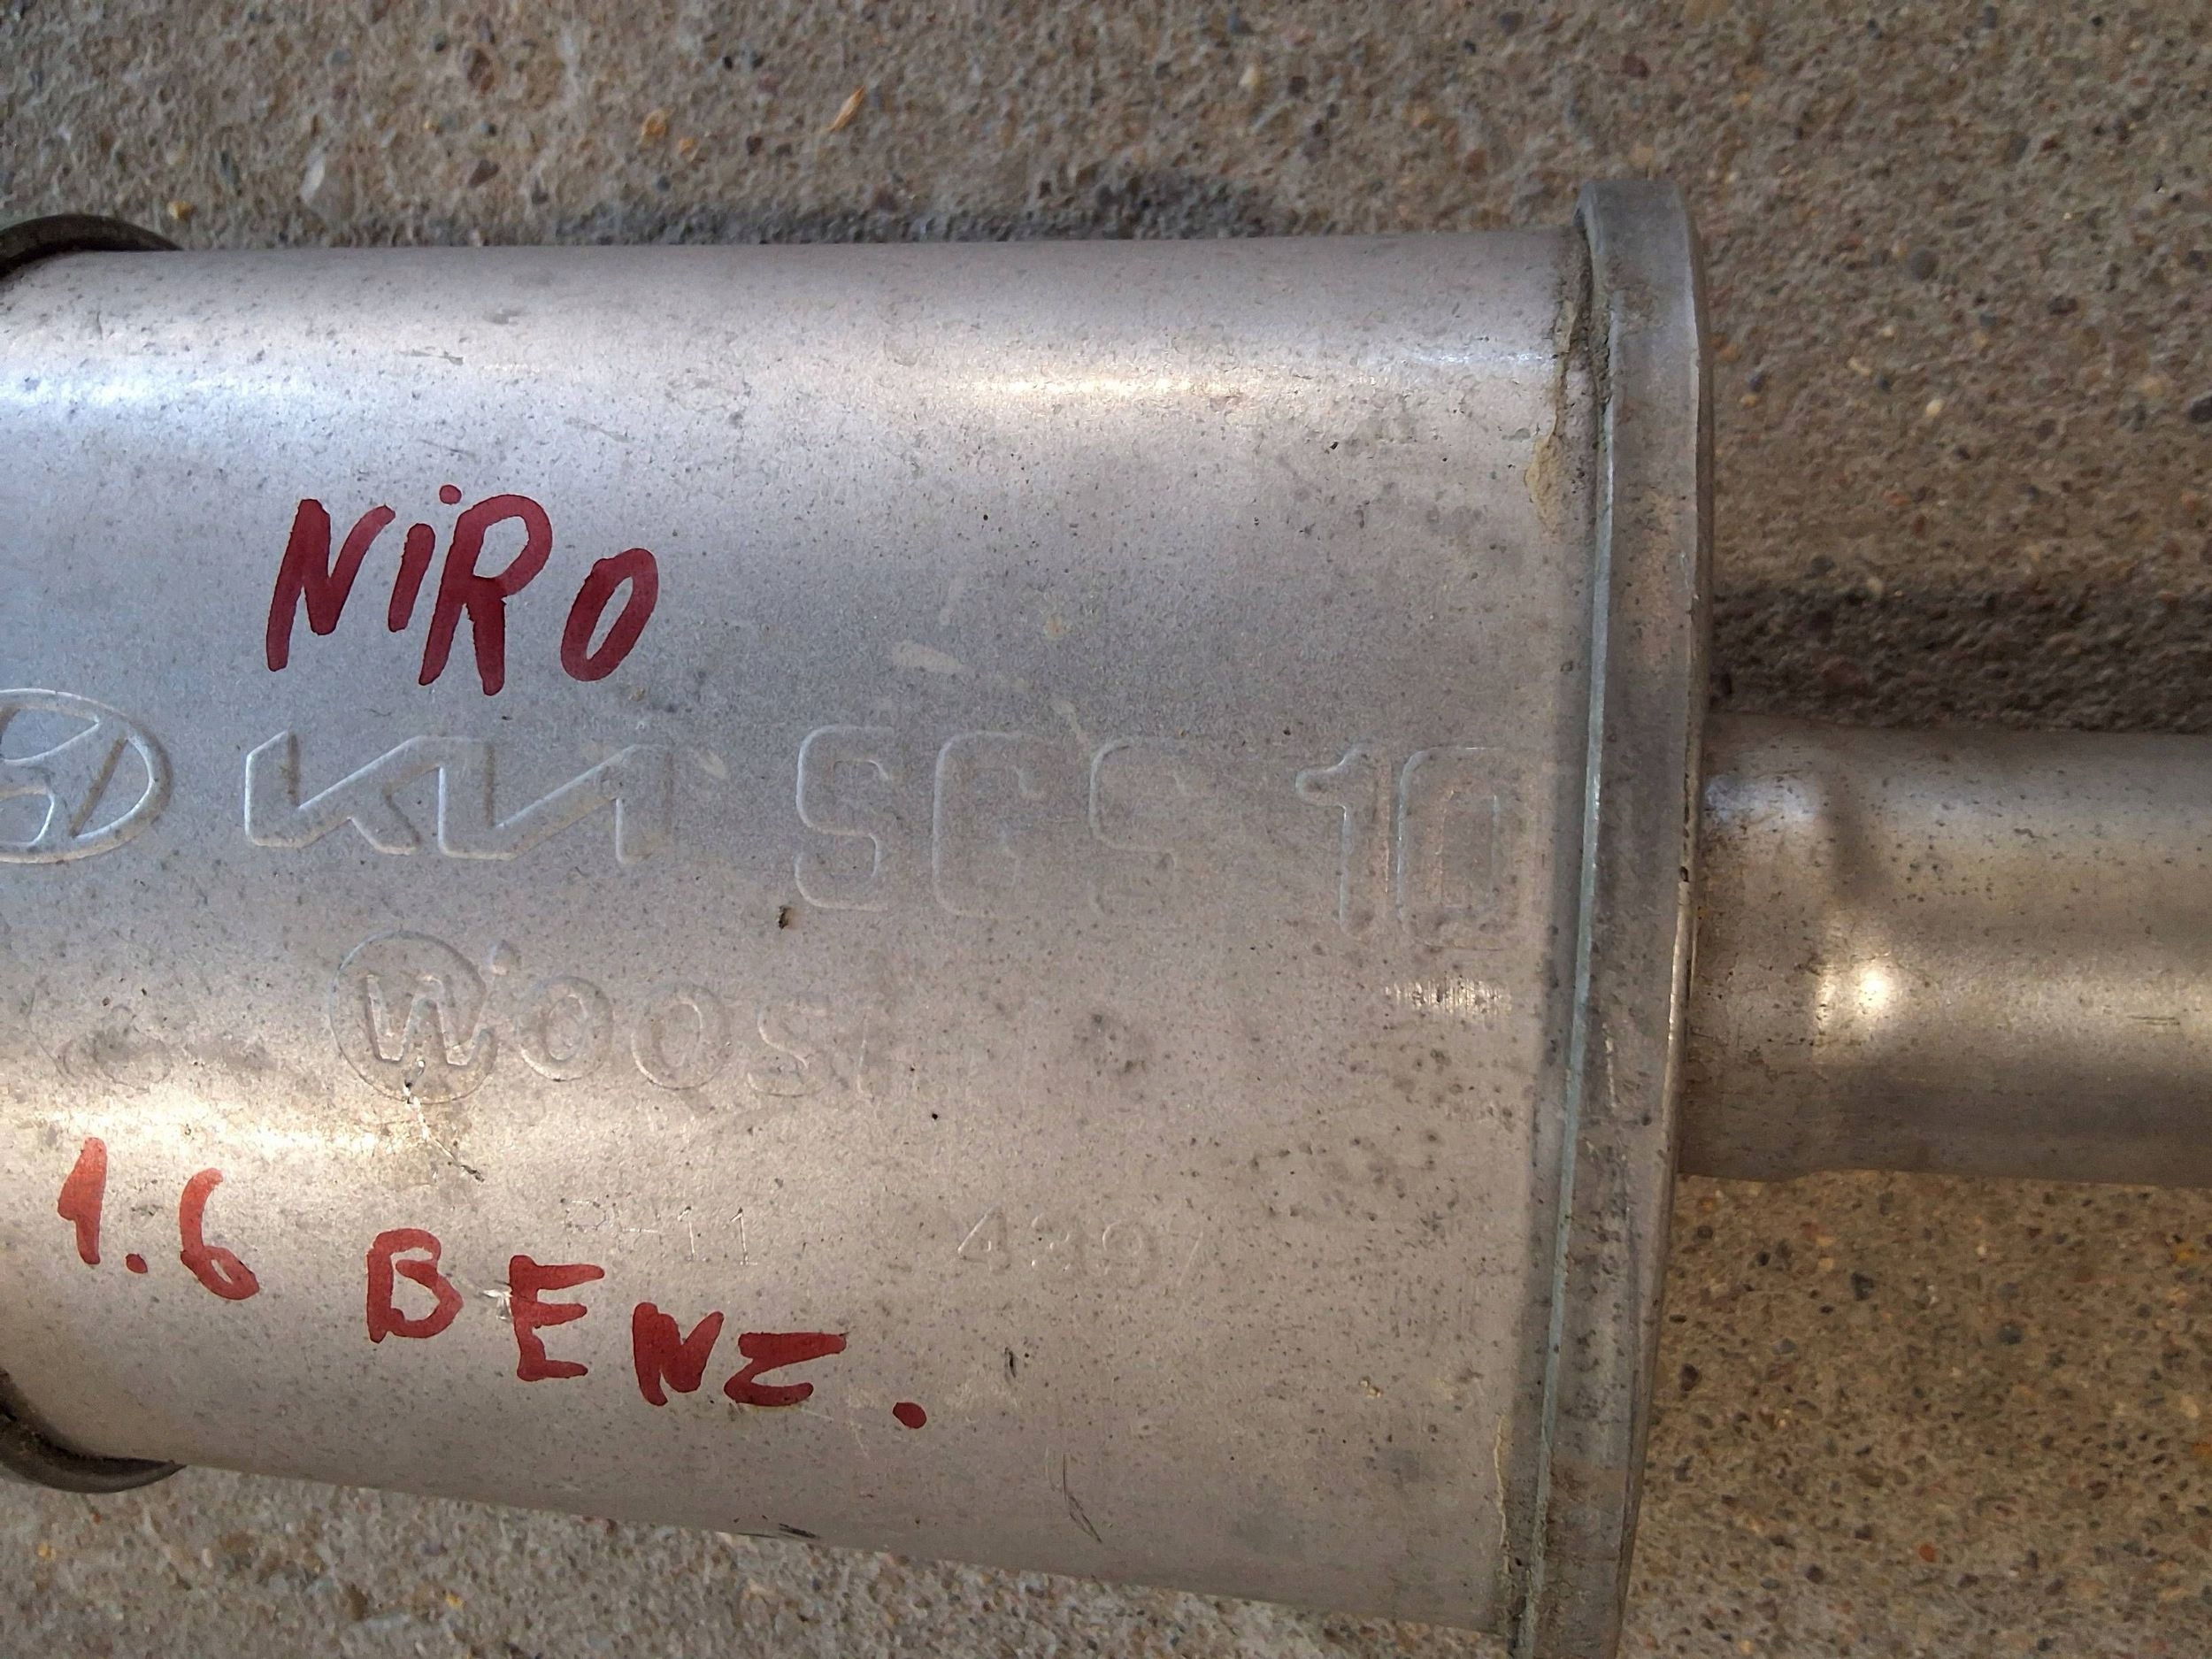 NiRO
KIA SGS 10
WOOSH
1.6 BENZ.